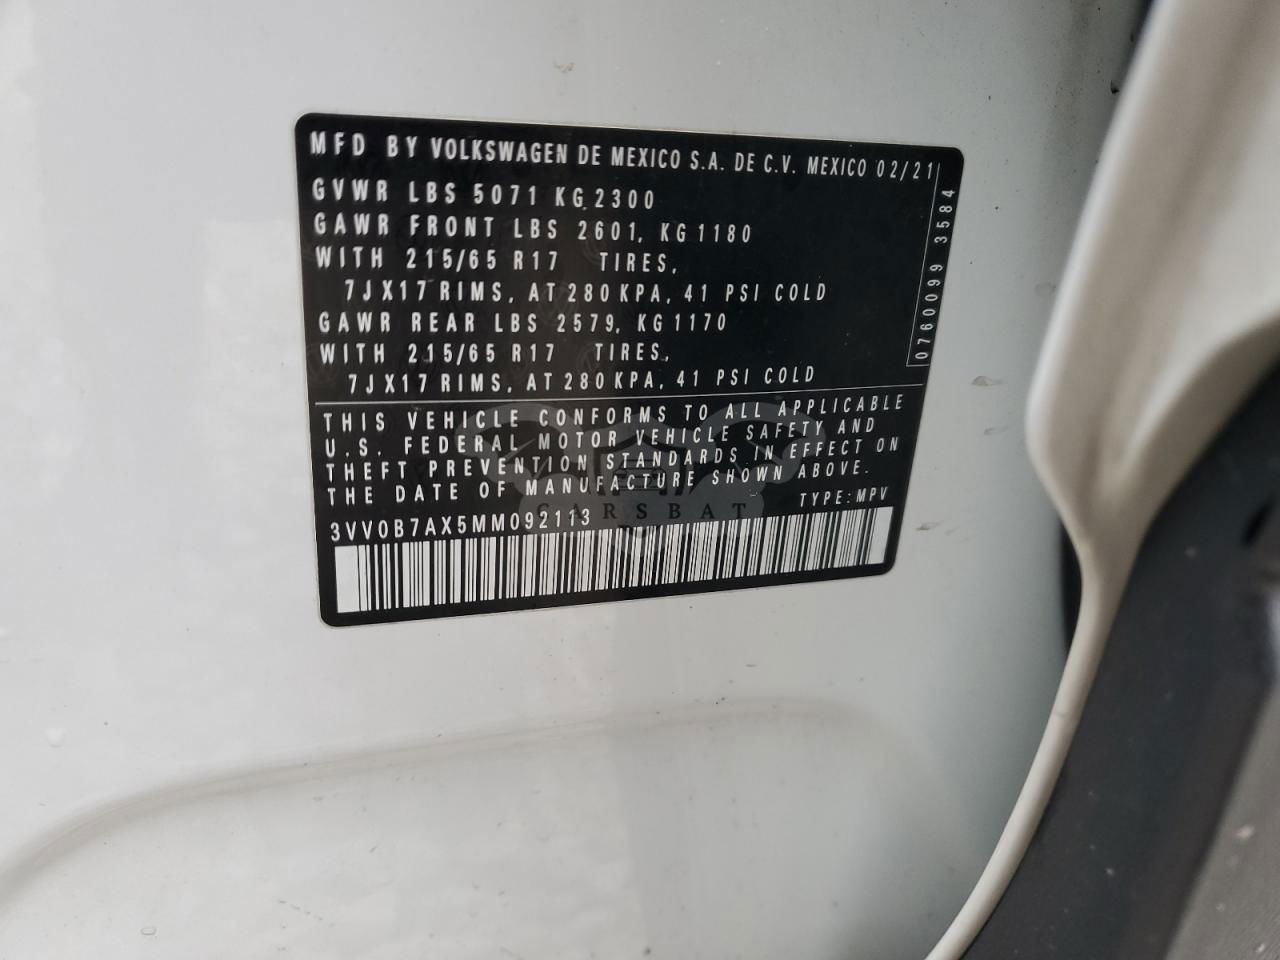 MFD BY VOLKSWAGEN DE MEXICO S.A. DE C.V. MEXICO 02/21
GVWR LBS 5071 KG 2300
GAWR FRONT LBS 2601, KG 1180
WITH 215/65 R17 TIRES,
7JX17 RIMS, AT 280 KPA, 41 PSI COLD
GAWR REAR LBS 2579, KG 1170
WITH 215/65 R17 TIRES,
7JX17 RIMS, AT 280 KPA, 41 PSI COLD
0760099 3584
THIS VEHICLE CONFORMS TO ALL APPLICABLE
U.S. FEDERAL MOTOR VEHICLE SAFETY AND
THEFT PREVENTION STANDARDS IN EFFECT ON
THE DATE OF MANUFACTURE SHOWN ABOVE.
TYPE: MPV
3VV0B7AX5MM092113
CARSBAT